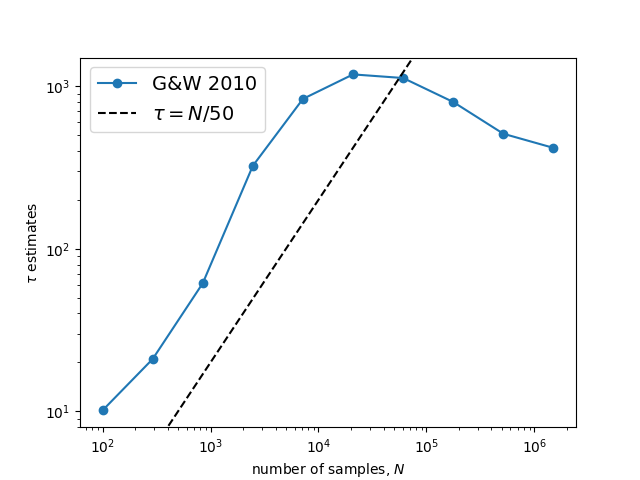 G&W 2010
τ = N/50
10³
10²
10¹
τ estimates
10² 10³ 10⁴ 10⁵ 10⁶
number of samples, N